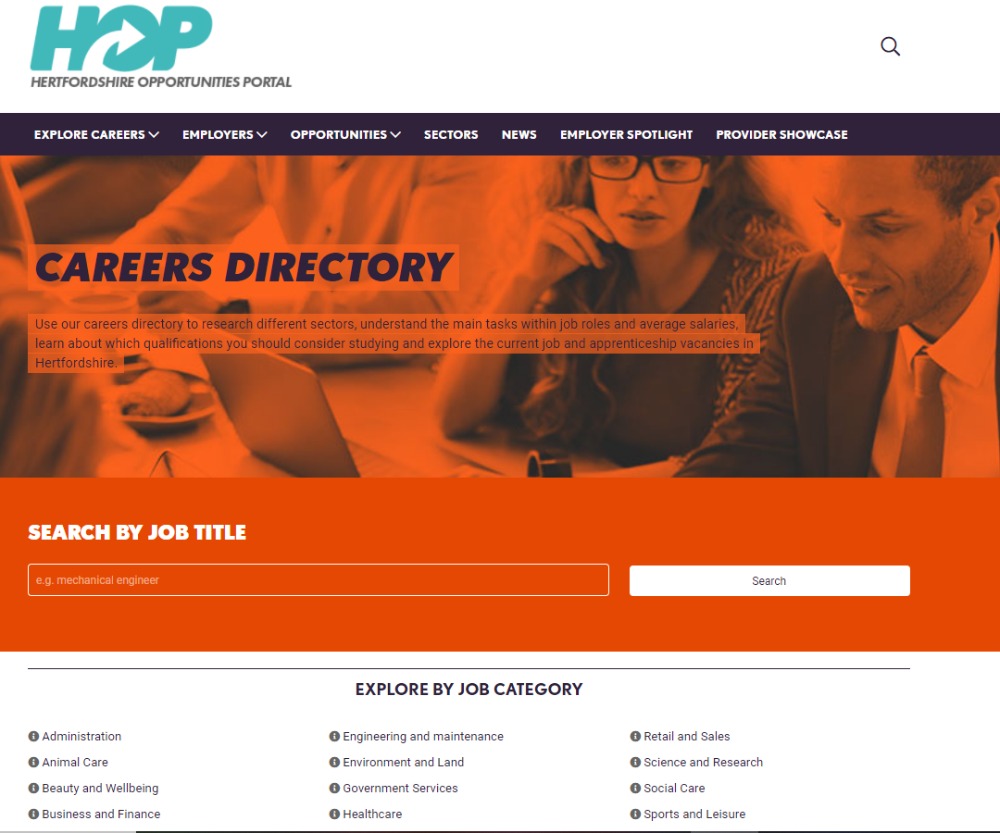 HOP
HERTFORDSHIRE OPPORTUNITIES PORTAL
EXPLORE CAREERS EMPLOYERS OPPORTUNITIES SECTORS NEWS EMPLOYER SPOTLIGHT PROVIDER SHOWCASE
CAREERS DIRECTORY
Use our careers directory to research different sectors, understand the main tasks within job roles and average salaries,
learn about which qualifications you should consider studying and explore the current job and apprenticeship vacancies in
Hertfordshire.
SEARCH BY JOB TITLE
e.g. mechanical engineer Search
EXPLORE BY JOB CATEGORY
Administration Engineering and maintenance Retail and Sales
Animal Care Environment and Land Science and Research
Beauty and Wellbeing Government Services Social Care
Business and Finance Healthcare Sports and Leisure